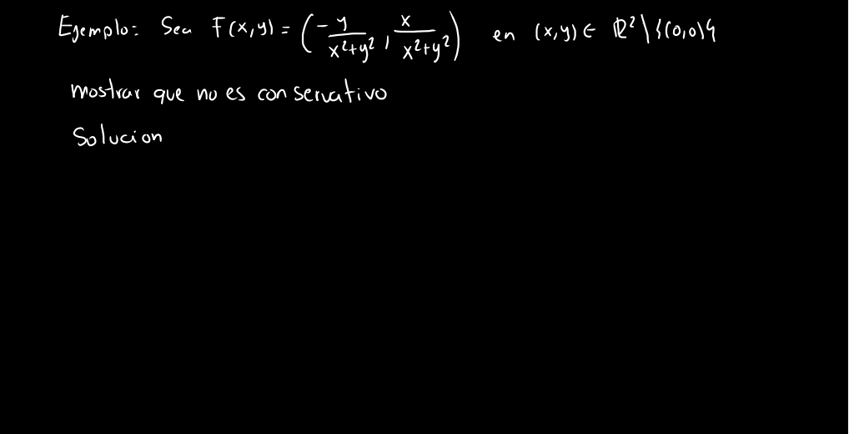 Ejemplo: Sea F(x,y) = (-y/(x²+y²), x/(x²+y²)) en (x,y) ∈ ℝ² \ {(0,0)}
mostrar que no es conservativo
Solucion